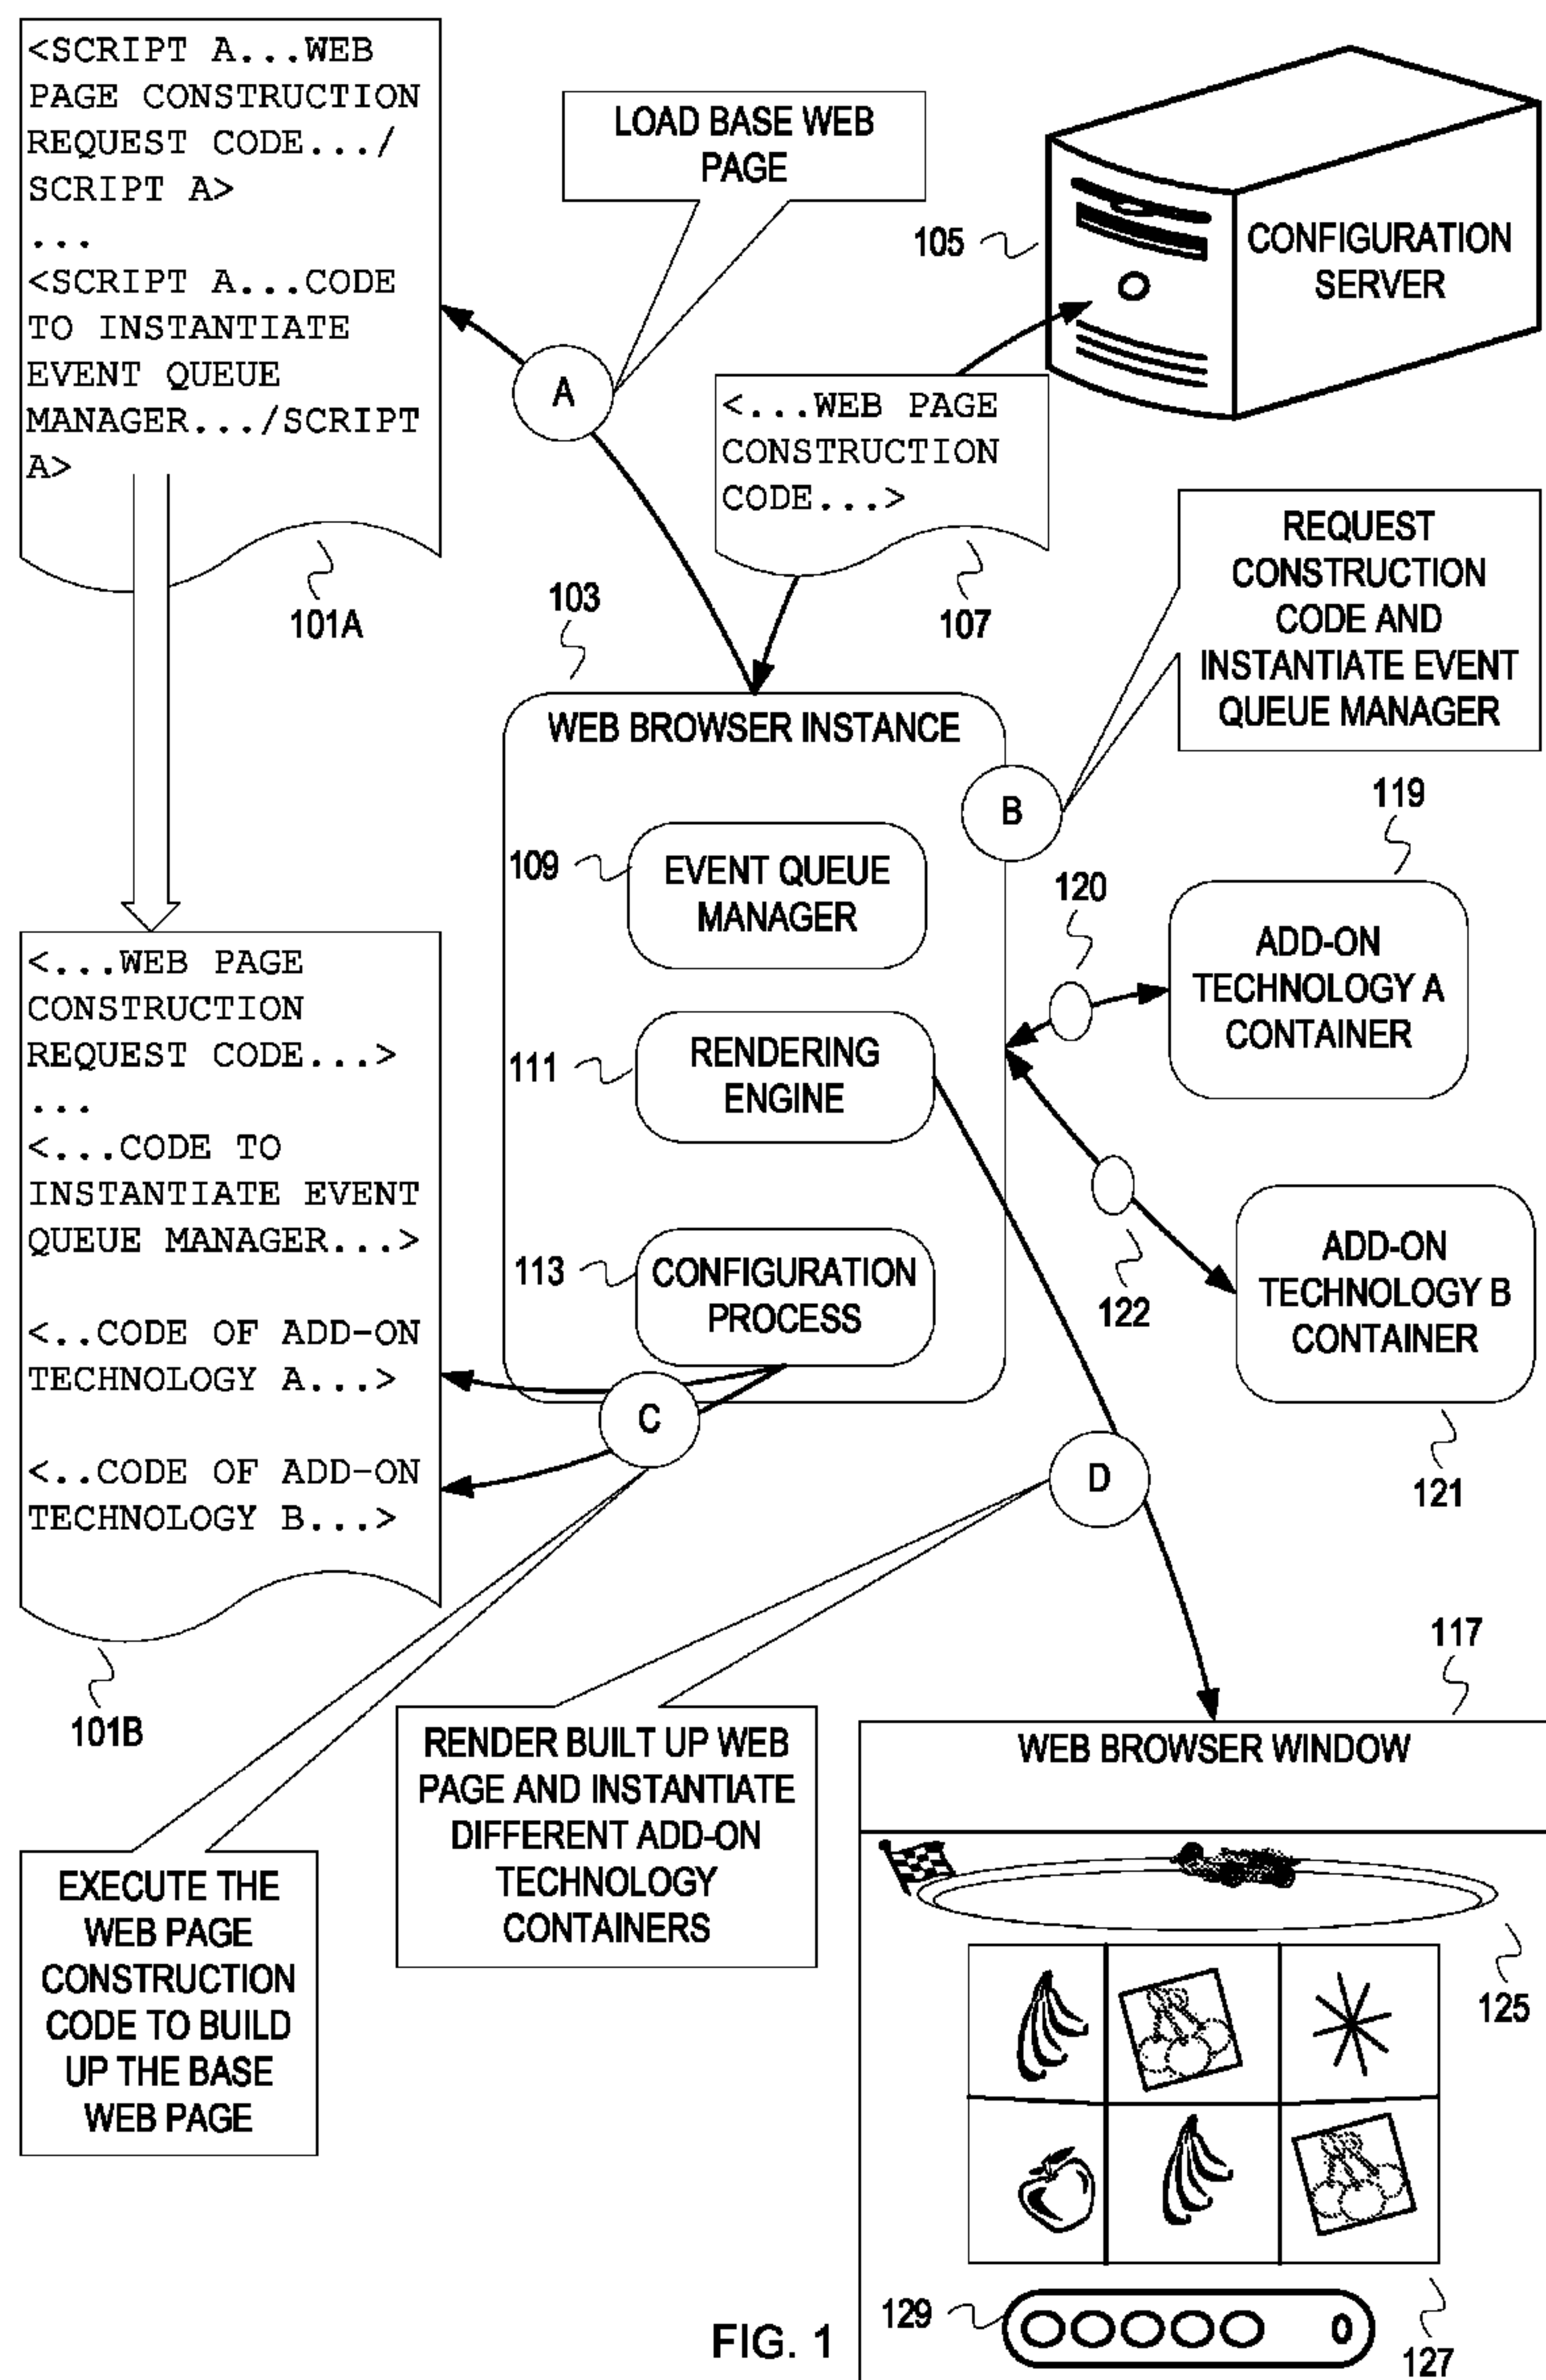 <SCRIPT A...WEB
PAGE CONSTRUCTION
REQUEST CODE.../
SCRIPT A>
...
<SCRIPT A...CODE
TO INSTANTIATE
EVENT QUEUE
MANAGER.../SCRIPT
A>
101A
LOAD BASE WEB
PAGE
A
105
CONFIGURATION
SERVER
<...WEB PAGE
CONSTRUCTION
CODE...>
107
REQUEST
CONSTRUCTION
CODE AND
INSTANTIATE EVENT
QUEUE MANAGER
103
WEB BROWSER INSTANCE
B
109
EVENT QUEUE
MANAGER
111
RENDERING
ENGINE
113
CONFIGURATION
PROCESS
119
120
ADD-ON
TECHNOLOGY A
CONTAINER
122
ADD-ON
TECHNOLOGY B
CONTAINER
121
<...WEB PAGE
CONSTRUCTION
REQUEST CODE...>
...
<...CODE TO
INSTANTIATE EVENT
QUEUE MANAGER...>
<..CODE OF ADD-ON
TECHNOLOGY A...>
<..CODE OF ADD-ON
TECHNOLOGY B...>
101B
C
D
EXECUTE THE
WEB PAGE
CONSTRUCTION
CODE TO BUILD
UP THE BASE
WEB PAGE
RENDER BUILT UP WEB
PAGE AND INSTANTIATE
DIFFERENT ADD-ON
TECHNOLOGY
CONTAINERS
117
WEB BROWSER WINDOW
125
129
127
FIG. 1